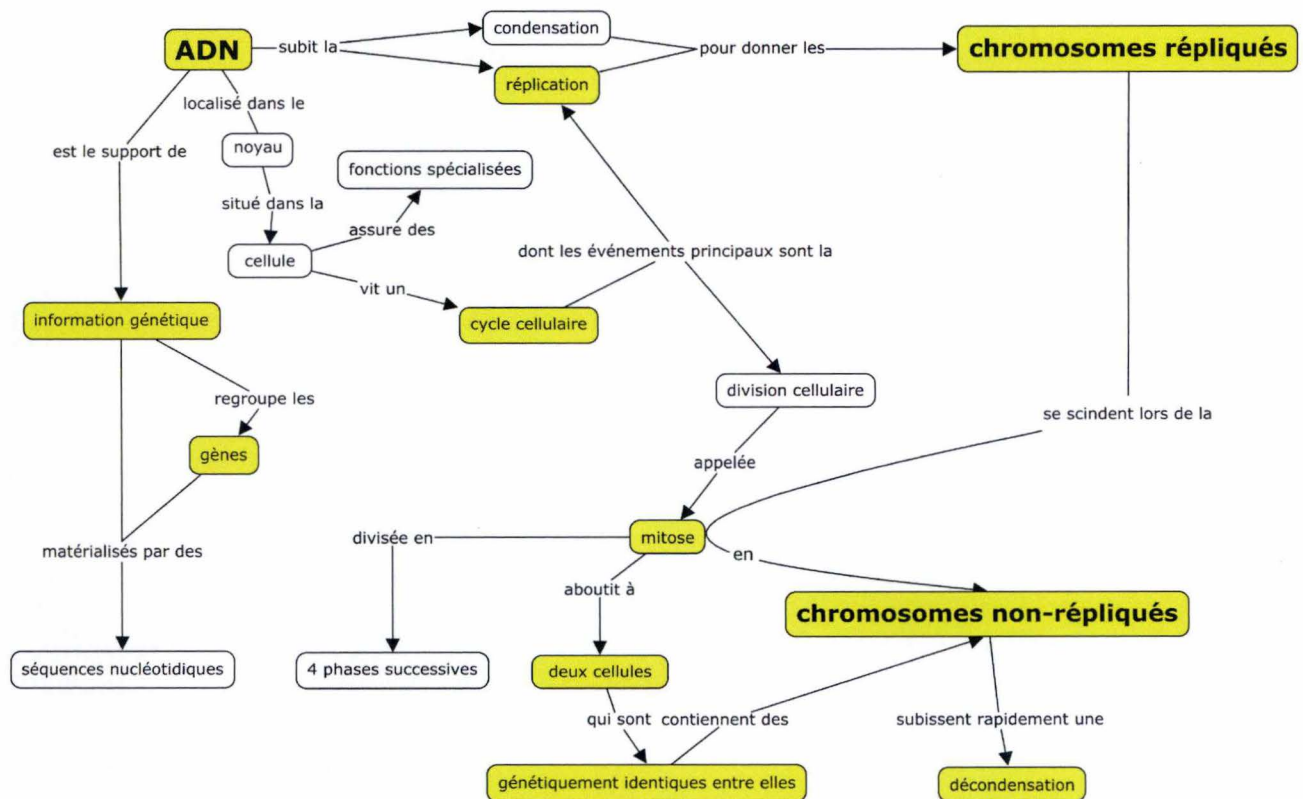 condensation
ADN
subit la
pour donner les
chromosomes répliqués
réplication
localisé dans le
noyau
est le support de
fonctions spécialisées
situé dans la
assure des
cellule
dont les événements principaux sont la
vit un
information génétique
cycle cellulaire
division cellulaire
regroupe les
se scindent lors de la
gènes
appelée
divisée en
mitose
matérialisés par des
en
aboutit à
chromosomes non-répliqués
séquences nucléotidiques
4 phases successives
deux cellules
qui sont
contiennent des
subissent rapidement une
génétiquement identiques entre elles
décondensation